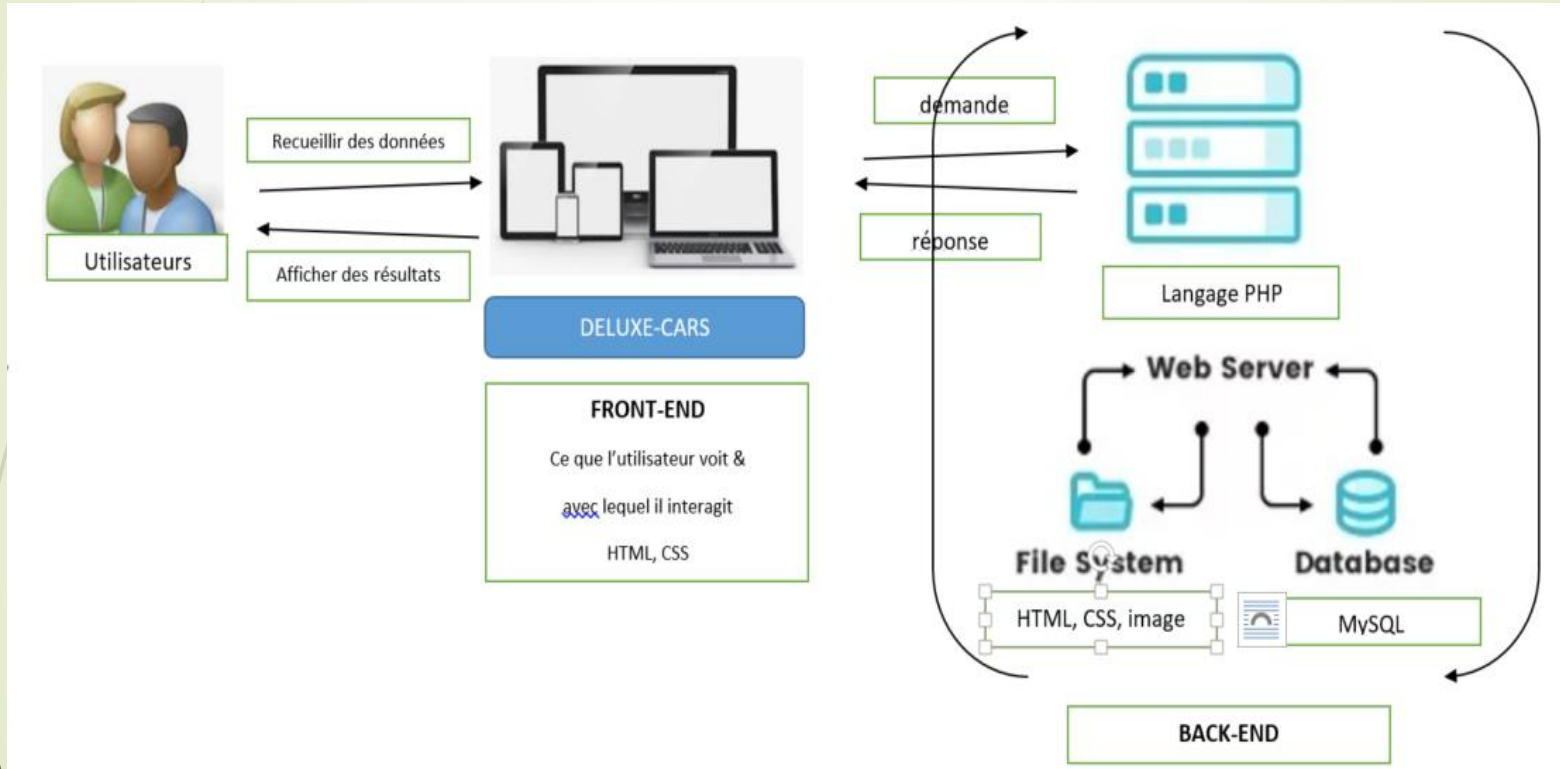 Utilisateurs
Recueillir des données
Afficher des résultats
DELUXE-CARS
FRONT-END
Ce que l'utilisateur voit &
avec lequel il interagit
HTML, CSS
demande
réponse
Langage PHP
Web Server
File System
Database
HTML, CSS, image
MySQL
BACK-END